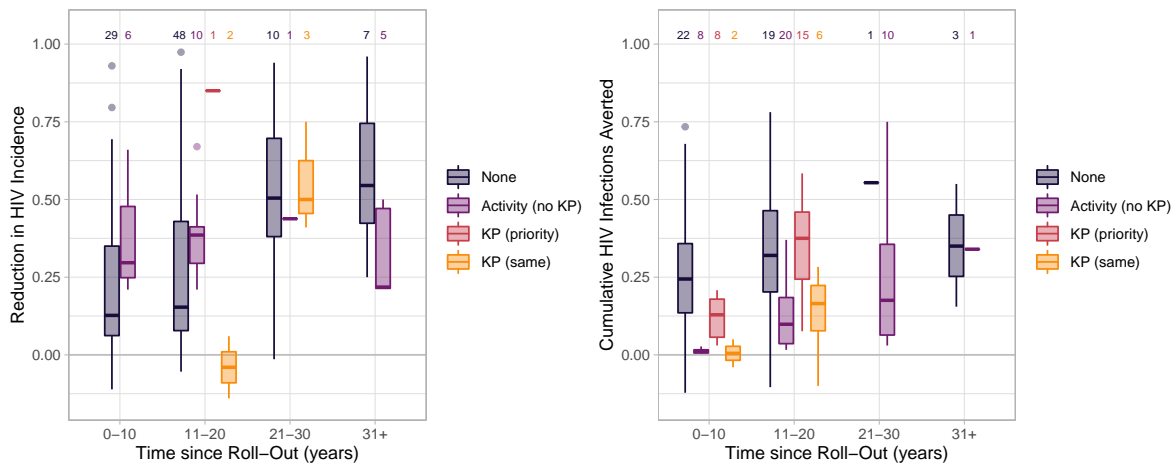 29 6 48 10 1 2 10 1 3 7 5
1.00
0.75
0.50
0.25
0.00
Reduction in HIV Incidence
0−10 11−20 21−30 31+
Time since Roll−Out (years)
None
Activity (no KP)
KP (priority)
KP (same)
22 8 8 2 19 20 15 6 1 10 3 1
1.00
0.75
0.50
0.25
0.00
Cumulative HIV Infections Averted
0−10 11−20 21−30 31+
Time since Roll−Out (years)
None
Activity (no KP)
KP (priority)
KP (same)